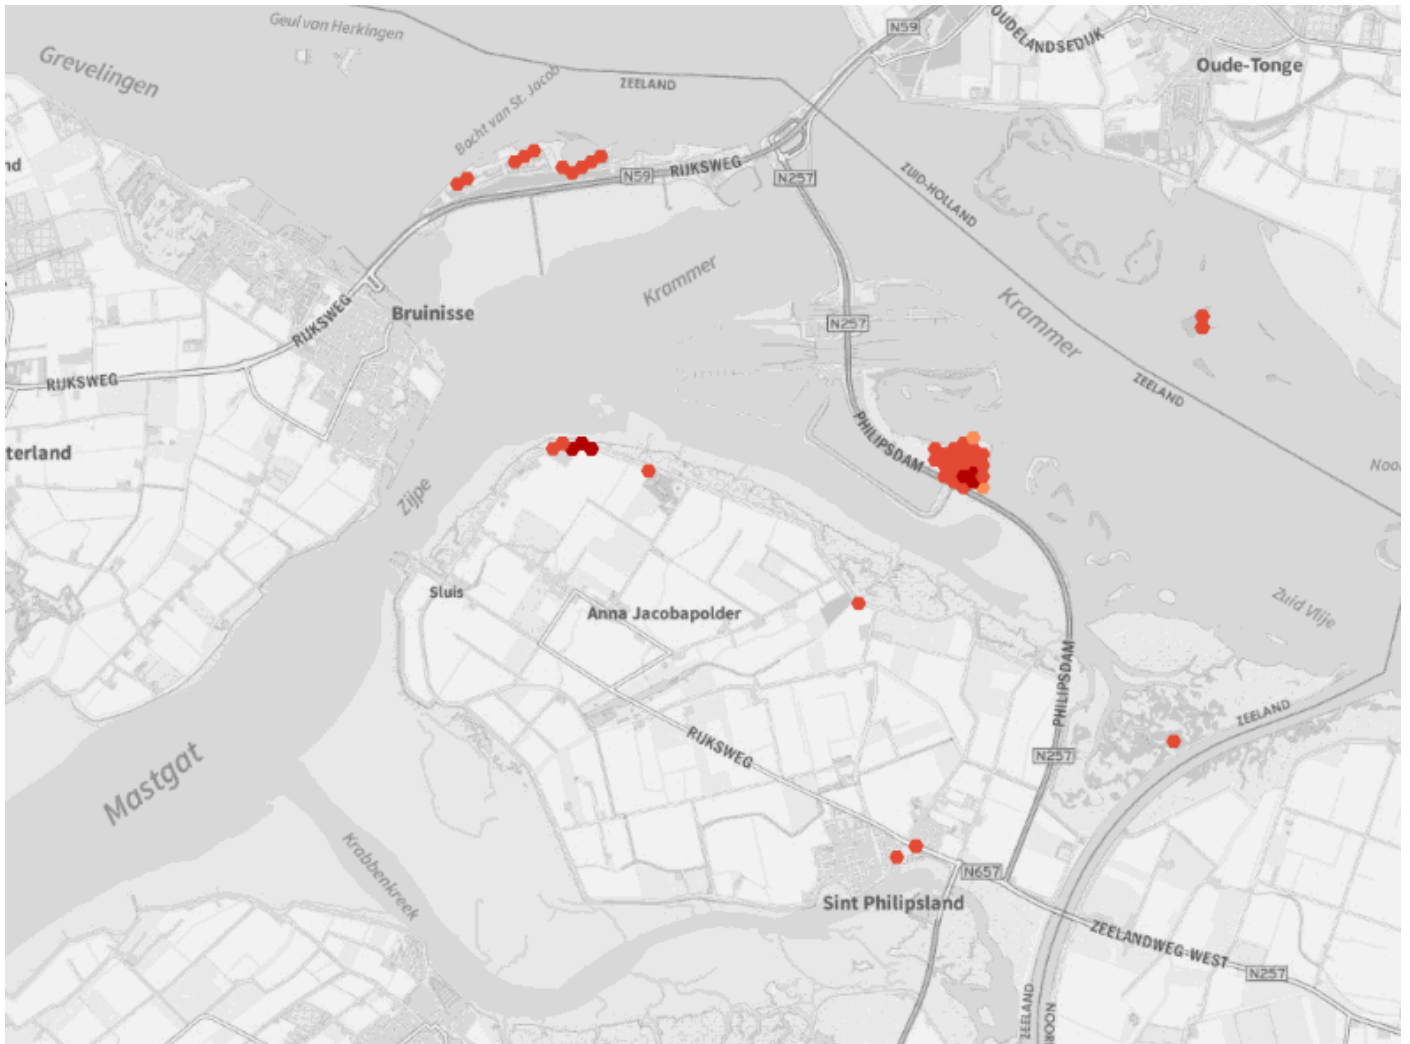 Geul van Herkingen
N59
OUDELANDSEDIJK
Grevelingen
Oude-Tonge
ZEELAND
Bocht van St. Jacob
nd
N59
RIJKSWEG
N257
ZUID-HOLLAND
Krammer
Krammer
Bruinisse
RIJKSWEG
N257
RIJKSWEG
ZEELAND
PHILIPSDAM
terland
Noor
Zijpe
Sluis
Anna Jacobapolder
Zuid Vlije
PHILIPSDAM
ZEELAND
RIJKSWEG
N257
Mastgat
Krabbenkreek
N657
Sint Philipsland
ZEELANDWEG-WEST
N257
ZEELAND
NOOR